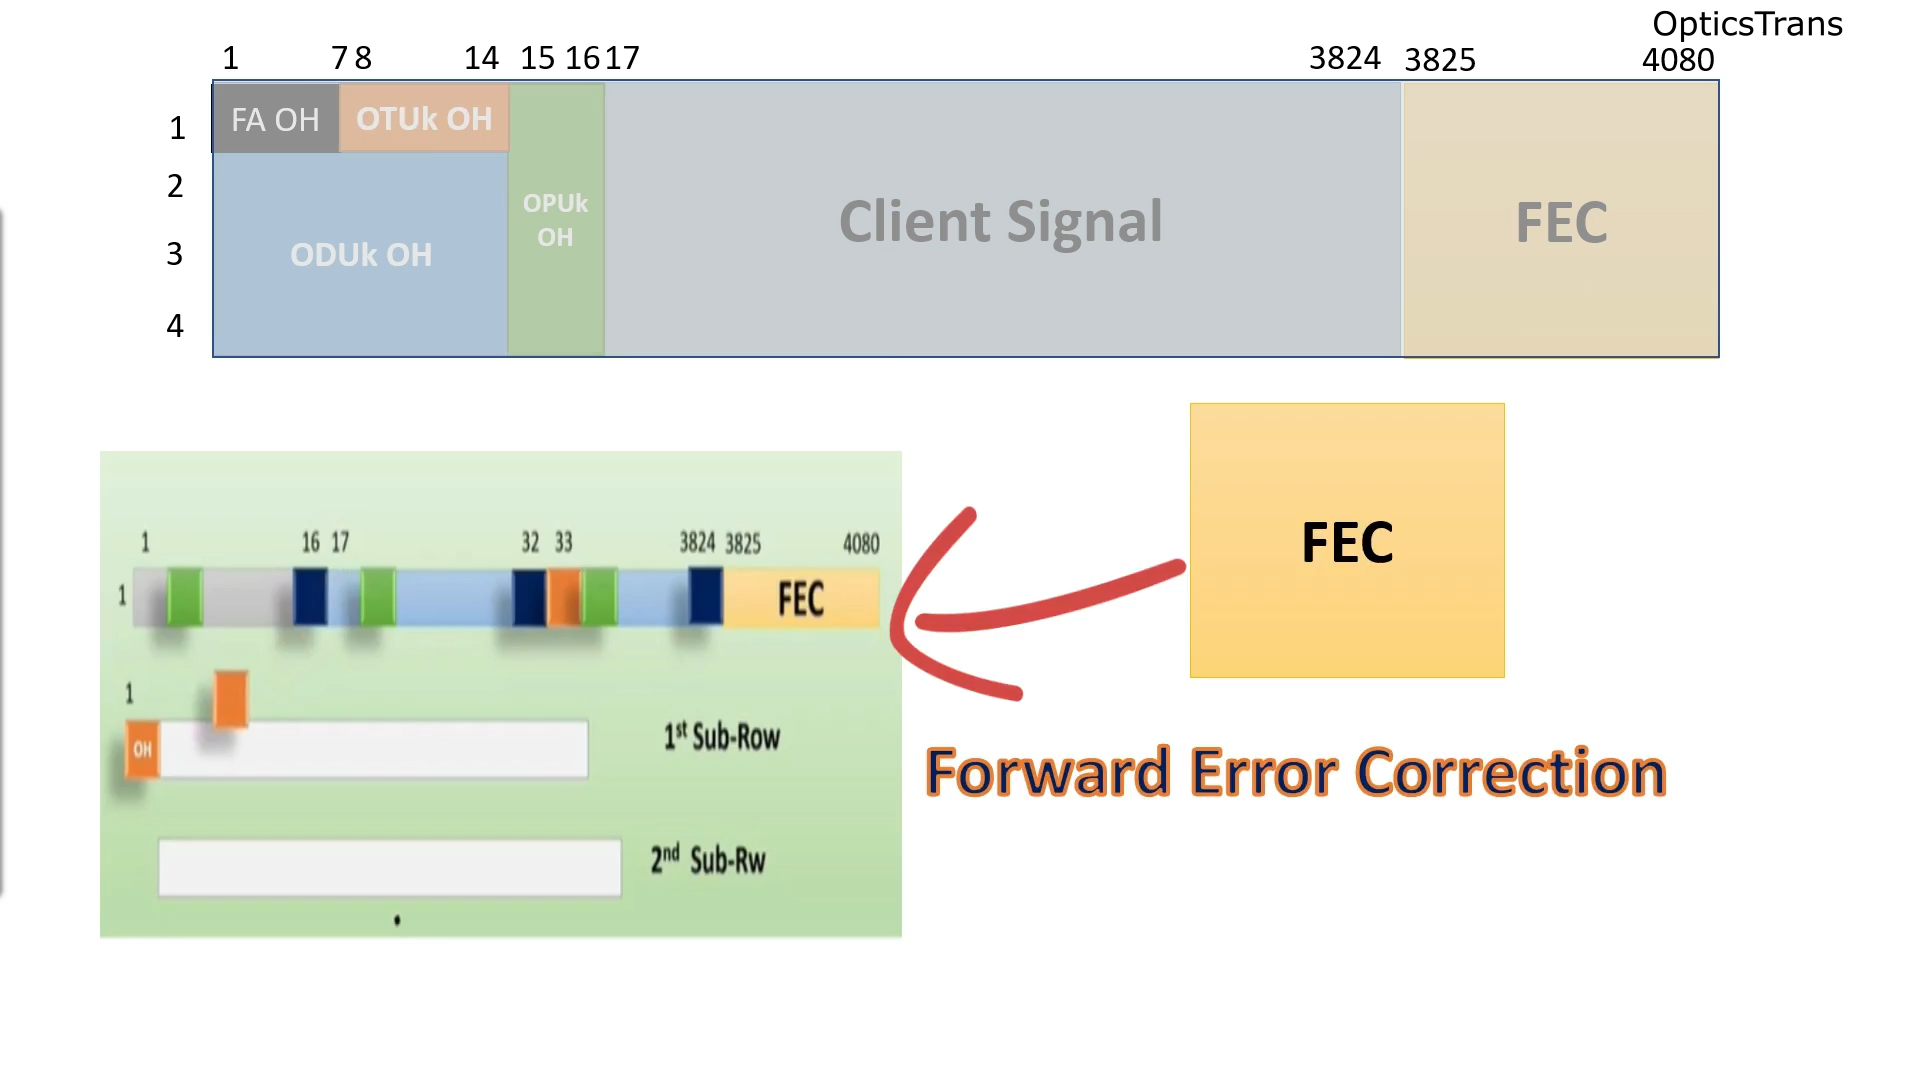 OpticsTrans
1 7 8 14 15 16 17 3824 3825 4080
1
2
3
4
FA OH
OTUk OH
ODUk OH
OPUk
OH
Client Signal
FEC
FEC
Forward Error Correction
1 16 17 32 33 3824 3825 4080
1
FEC
1
OH
1st Sub-Row
2nd Sub-Rw